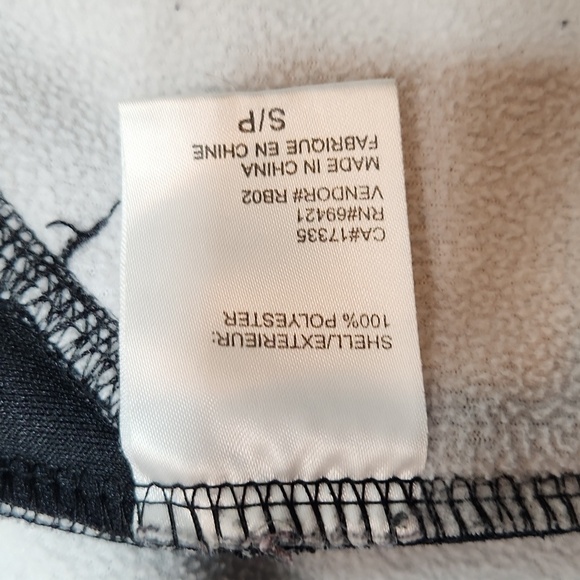 SHELL/EXTERIEUR:
100% POLYESTER
CA#17335
RN#69421
VENDOR# RB02
MADE IN CHINA
FABRIQUE EN CHINE
S/P